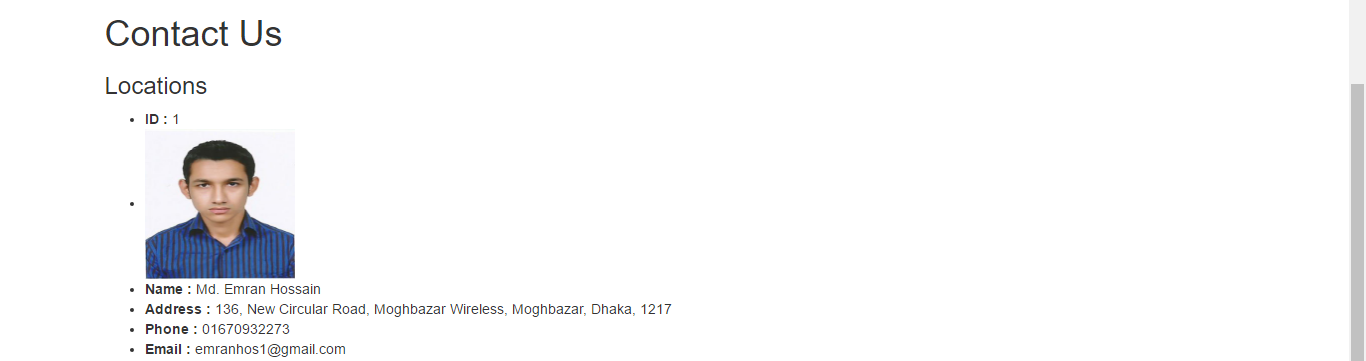 Contact Us
Locations
ID : 1
Name : Md. Emran Hossain
Address : 136, New Circular Road, Moghbazar Wireless, Moghbazar, Dhaka, 1217
Phone : 01670932273
Email : emranhos1@gmail.com